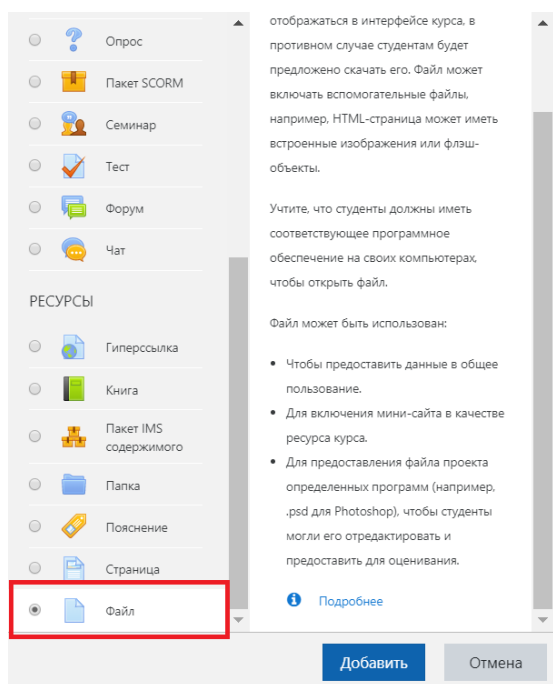 Опрос
Пакет SCORM
Семинар
Тест
Форум
Чат
РЕСУРСЫ
Гиперссылка
Книга
Пакет IMS
содержимого
Папка
Пояснение
Страница
Файл
отображаться в интерфейсе курса, в
противном случае студентам будет
предложено скачать его. Файл может
включать вспомогательные файлы,
например, HTML-страница может иметь
встроенные изображения или флэш-
объекты.
Учтите, что студенты должны иметь
соответствующее программное
обеспечение на своих компьютерах,
чтобы открыть файл.
Файл может быть использован:
• Чтобы предоставить данные в общее
пользование.
• Для включения мини-сайта в качестве
ресурса курса.
• Для предоставления файла проекта
определенных программ (например,
.psd для Photoshop), чтобы студенты
могли его отредактировать и
предоставить для оценивания.
Подробнее
Добавить
Отмена